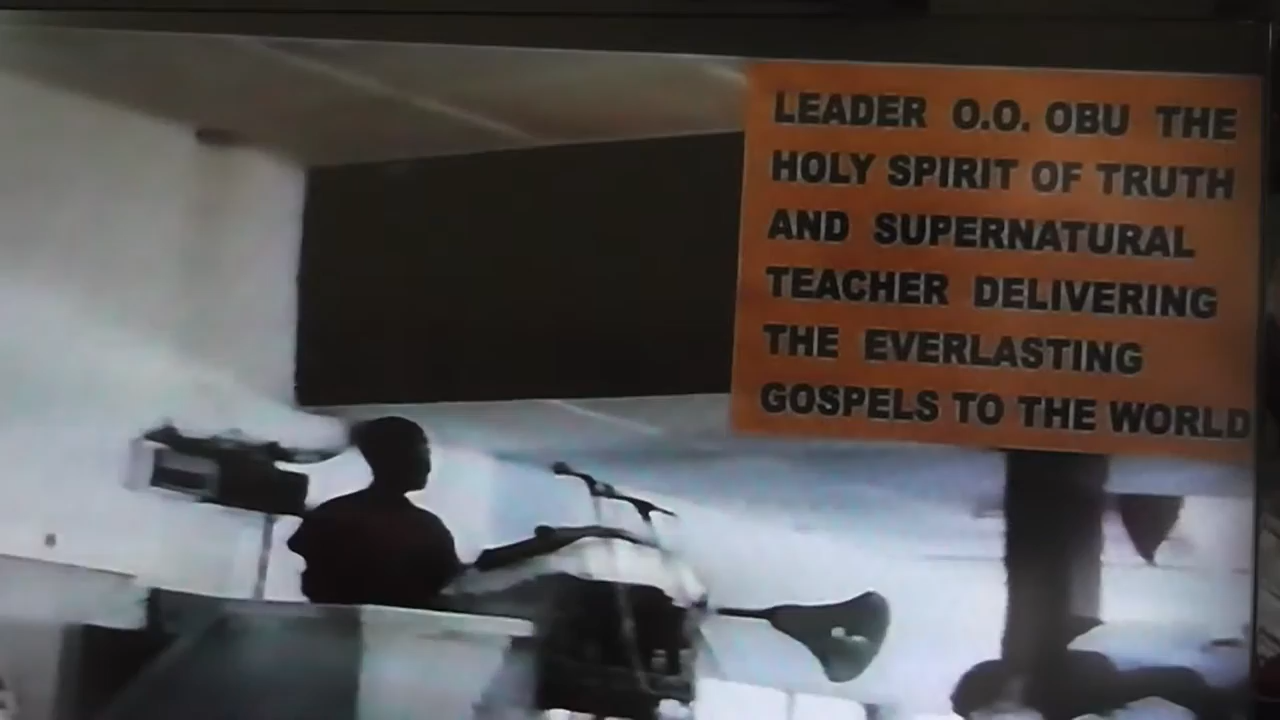 LEADER O.O. OBU THE
HOLY SPIRIT OF TRUTH
AND SUPERNATURAL
TEACHER DELIVERING
THE EVERLASTING
GOSPELS TO THE WORLD